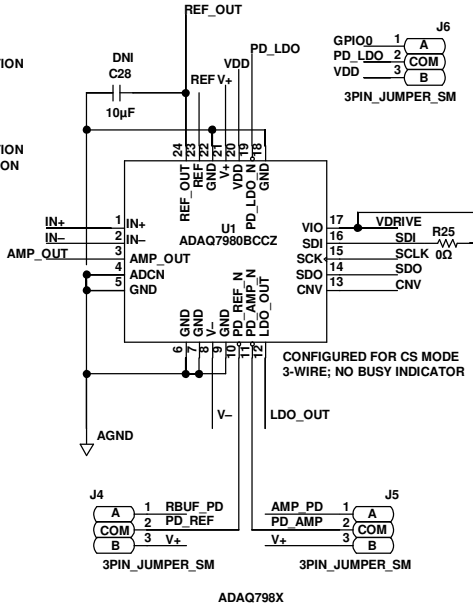 REF_OUT
J6
GPIO0 1 A
PD_LDO 2 COM
VDD 3 B
3PIN_JUMPER_SM
TION
DNI
C28
10µF
PD_LDO
VDD
REF V+
TION
ON
24 23 22 21 20 19 18
REF_OUT REF GND V+ VDD PD_LDO_N GND
U1
ADAQ7980BCCZ
IN+ 1 IN+
IN– 2 IN–
AMP_OUT 3 AMP_OUT
4 ADCN
5 GND
VIO 17 VDRIVE
SDI 16 SDI R25
SCK 15 SCLK 0Ω
SDO 14 SDO
CNV 13 CNV
GND GND V– GND PD_REF_N PD_AMP_N LDO_OUT
6 7 8 9 10 11 12
CONFIGURED FOR CS MODE
3-WIRE; NO BUSY INDICATOR
V–
LDO_OUT
AGND
J4
A 1 RBUF_PD
COM 2 PD_REF
B 3 V+
3PIN_JUMPER_SM
J5
AMP_PD 1 A
PD_AMP 2 COM
V+ 3 B
3PIN_JUMPER_SM
ADAQ798X